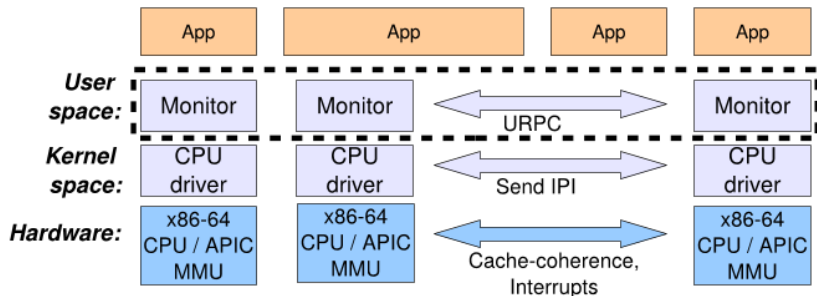 App App App App
User
space:
Monitor Monitor Monitor
URPC
Kernel
space:
CPU
driver
CPU
driver
CPU
driver
Send IPI
Hardware:
x86-64
CPU / APIC
MMU
x86-64
CPU / APIC
MMU
x86-64
CPU / APIC
MMU
Cache-coherence,
Interrupts